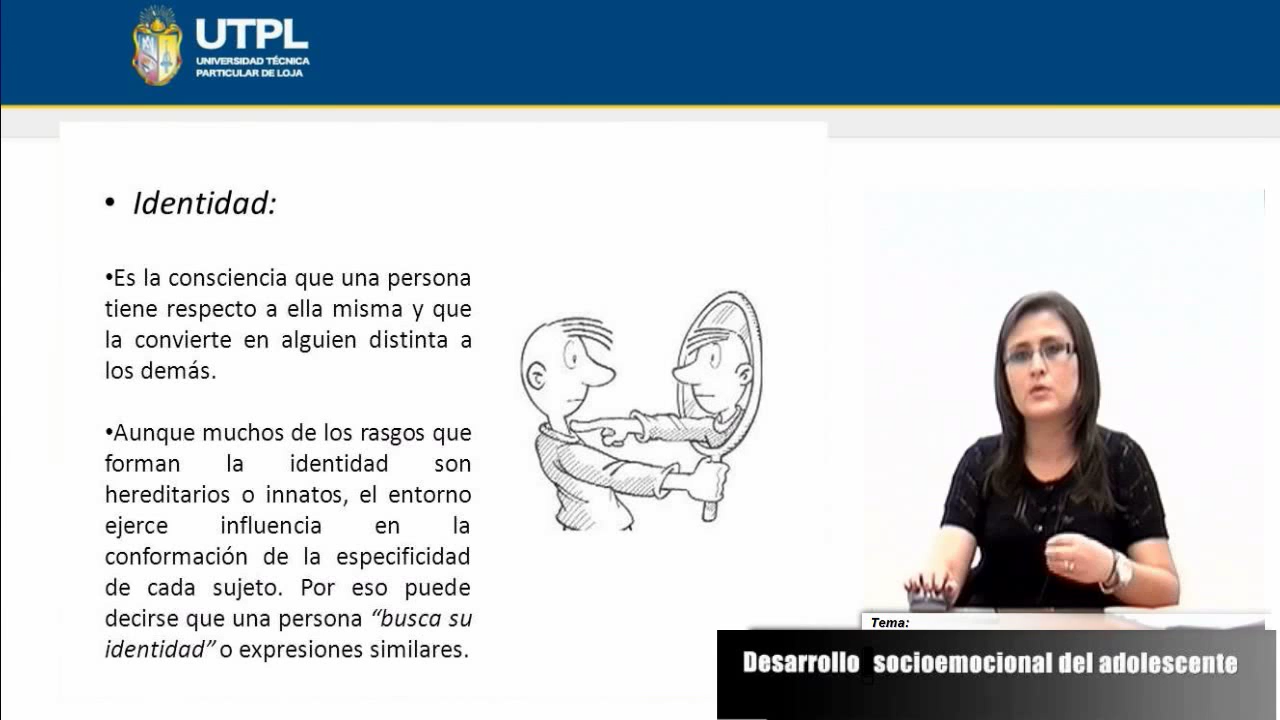 UTPL
UNIVERSIDAD TÉCNICA
PARTICULAR DE LOJA
• Identidad:
•Es la consciencia que una persona
tiene respecto a ella misma y que
la convierte en alguien distinta a
los demás.
•Aunque muchos de los rasgos que
forman la identidad son
hereditarios o innatos, el entorno
ejerce influencia en la
conformación de la especificidad
de cada sujeto. Por eso puede
decirse que una persona “busca su
identidad” o expresiones similares.
Tema:
Desarrollo socioemocional del adolescente